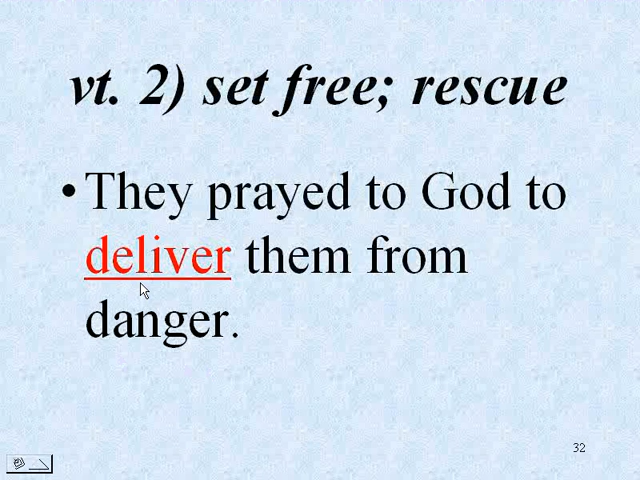 vt. 2) set free; rescue
• They prayed to God to
deliver them from
danger.
32